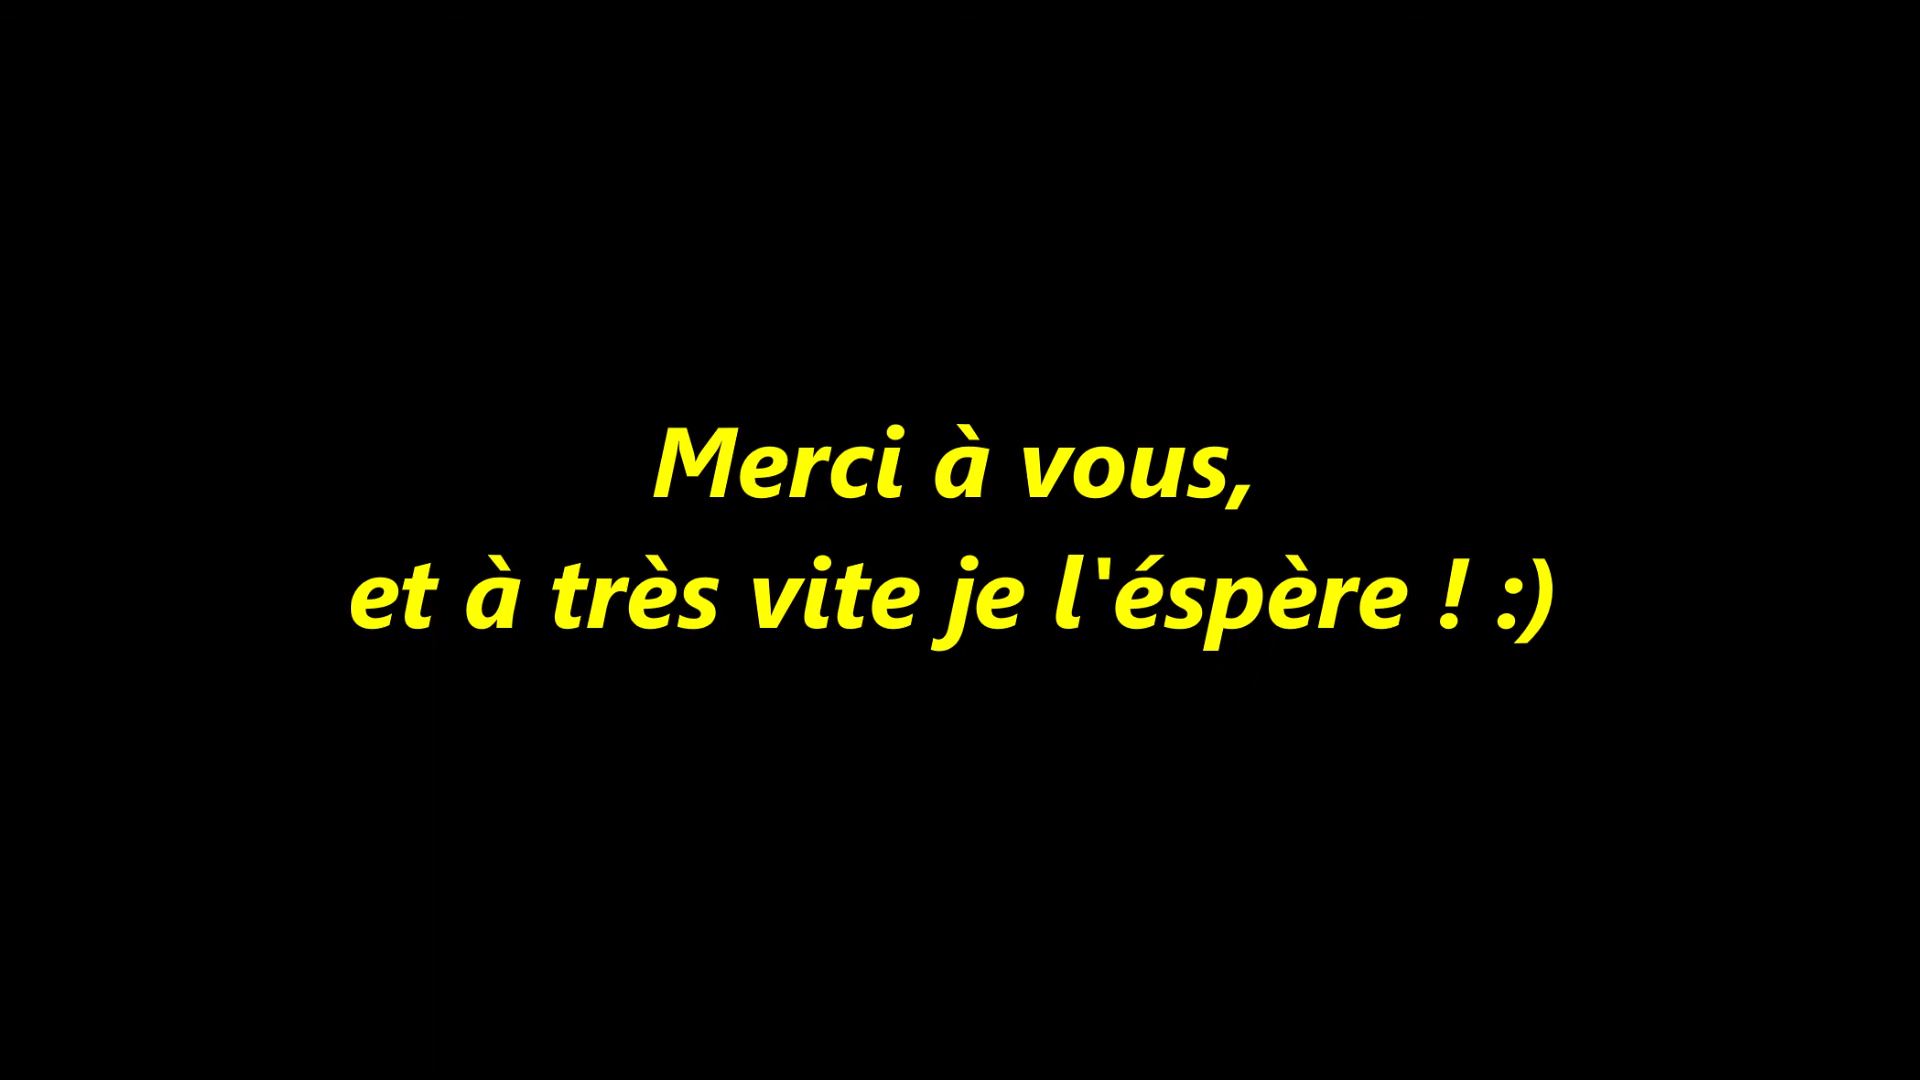 Merci à vous,
et à très vite je l'éspère ! :)